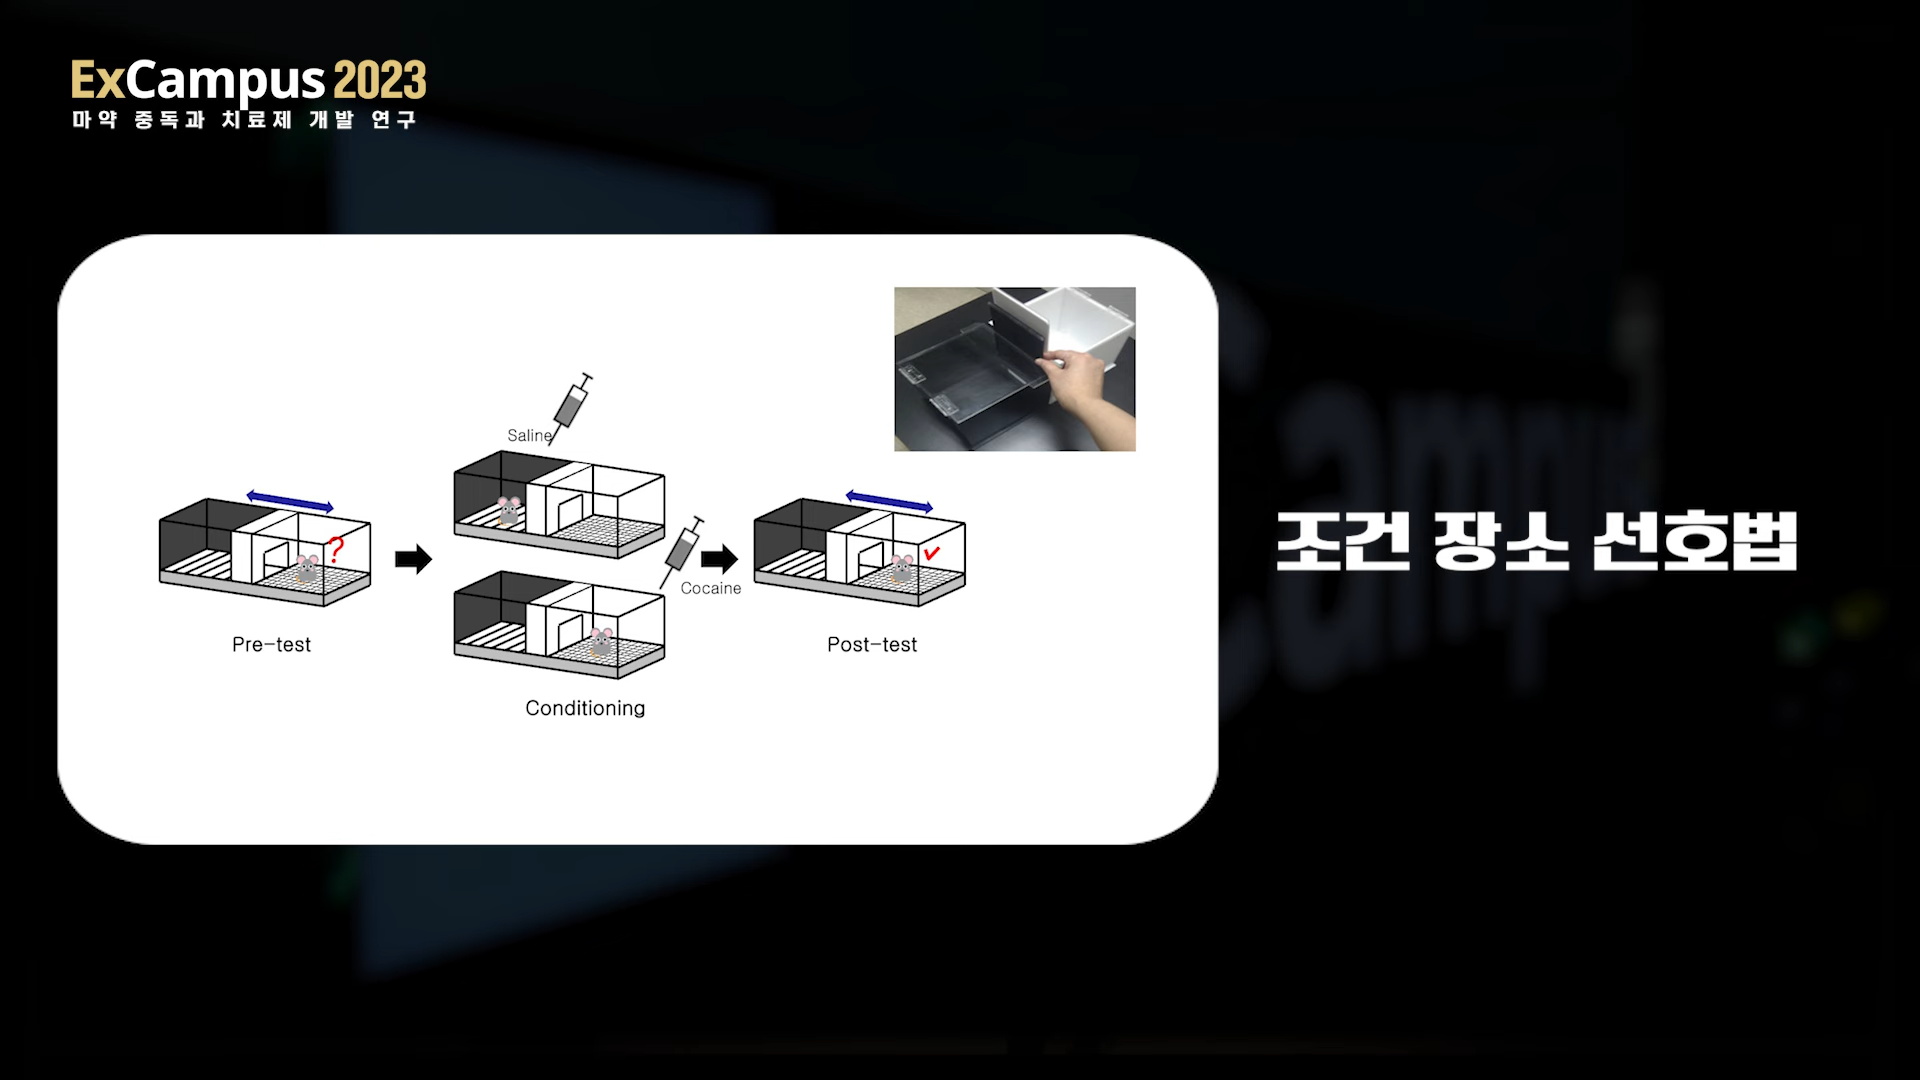 ExCampus 2023
마약 중독과 치료제 개발 연구
Saline
Cocaine
?
Pre-test
Conditioning
Post-test
조건 장소 선호법
Campus